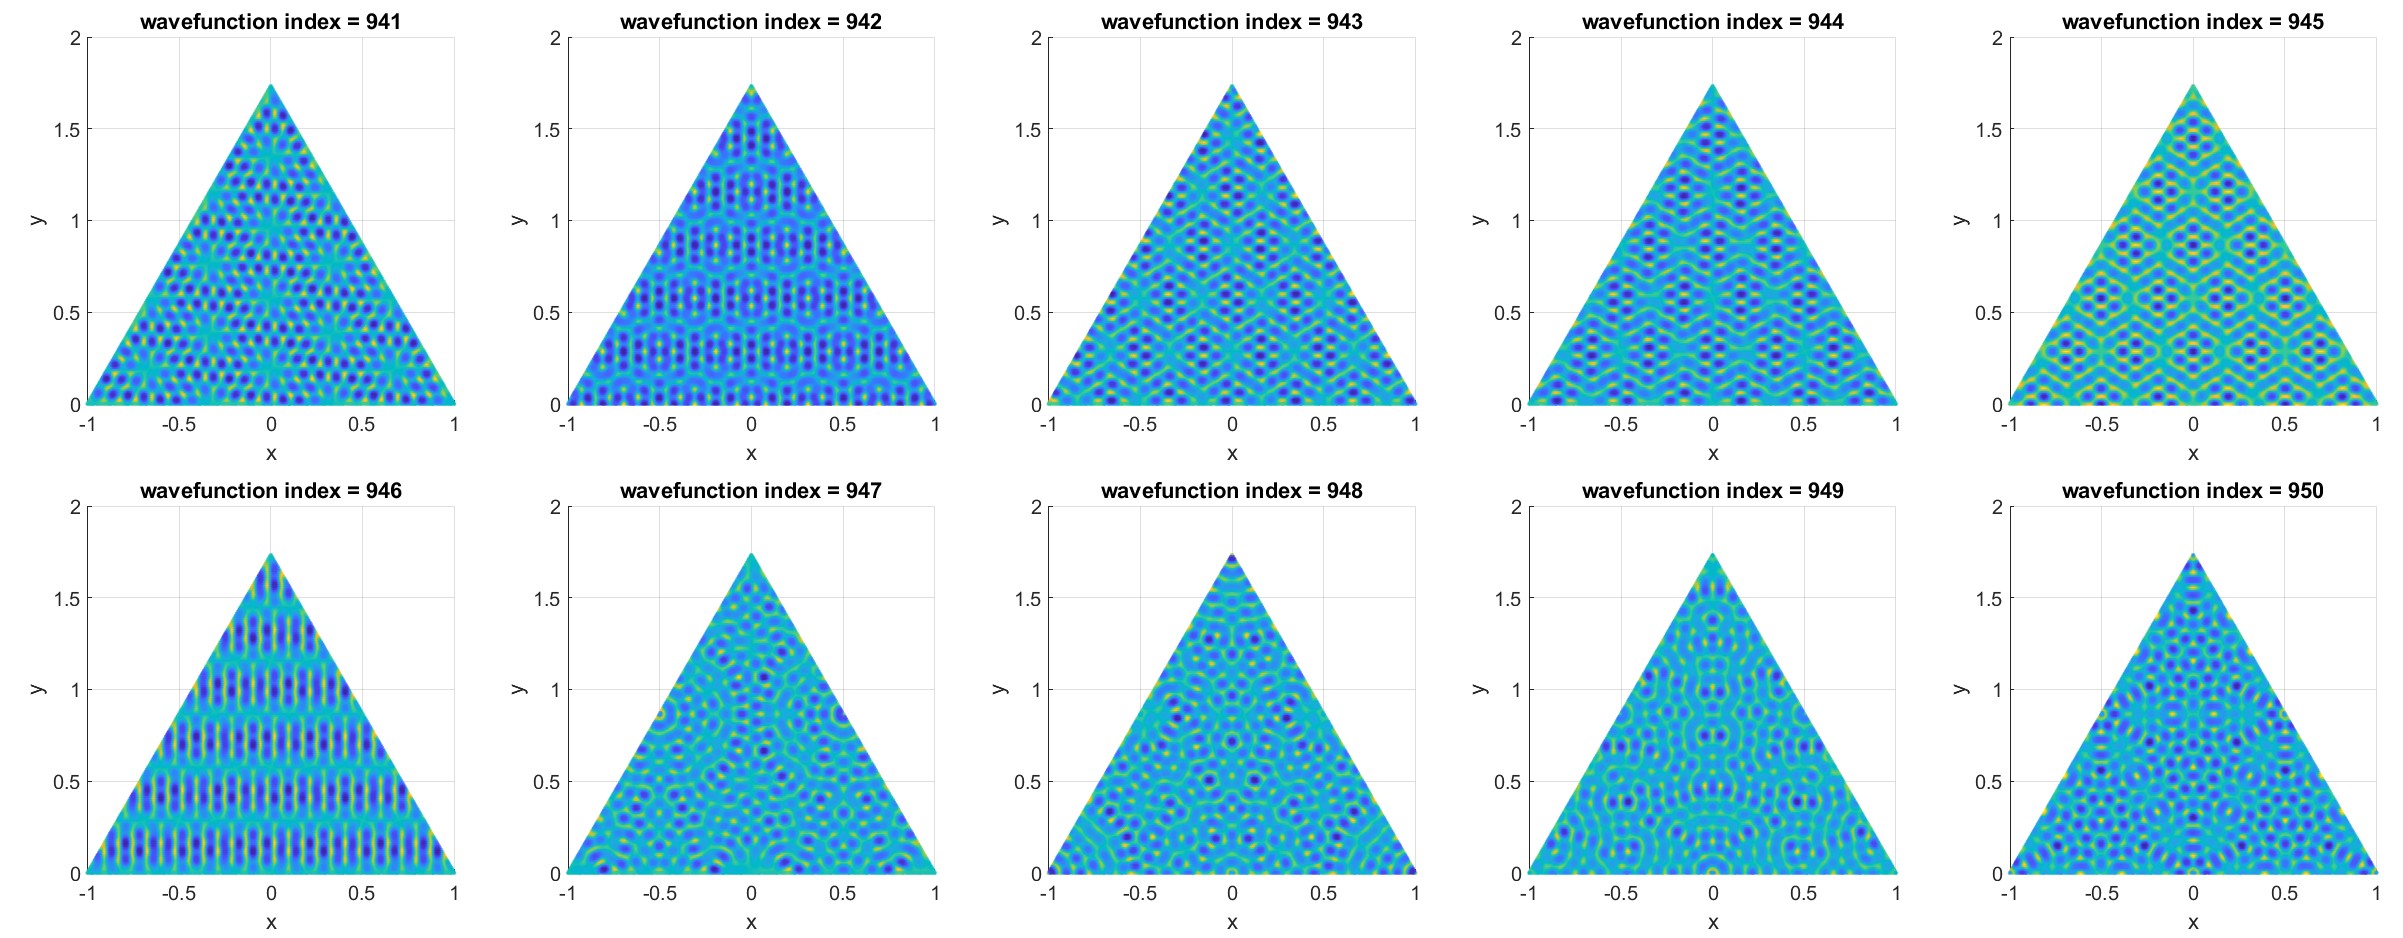 wavefunction index = 941
2
1.5
1
0.5
0
y
-1 -0.5 0 0.5 1
x
wavefunction index = 942
2
1.5
1
0.5
0
y
-1 -0.5 0 0.5 1
x
wavefunction index = 943
2
1.5
1
0.5
0
y
-1 -0.5 0 0.5 1
x
wavefunction index = 944
2
1.5
1
0.5
0
y
-1 -0.5 0 0.5 1
x
wavefunction index = 945
2
1.5
1
0.5
0
y
-1 -0.5 0 0.5 1
x
wavefunction index = 946
2
1.5
1
0.5
0
y
-1 -0.5 0 0.5 1
x
wavefunction index = 947
2
1.5
1
0.5
0
y
-1 -0.5 0 0.5 1
x
wavefunction index = 948
2
1.5
1
0.5
0
y
-1 -0.5 0 0.5 1
x
wavefunction index = 949
2
1.5
1
0.5
0
y
-1 -0.5 0 0.5 1
x
wavefunction index = 950
2
1.5
1
0.5
0
y
-1 -0.5 0 0.5 1
x